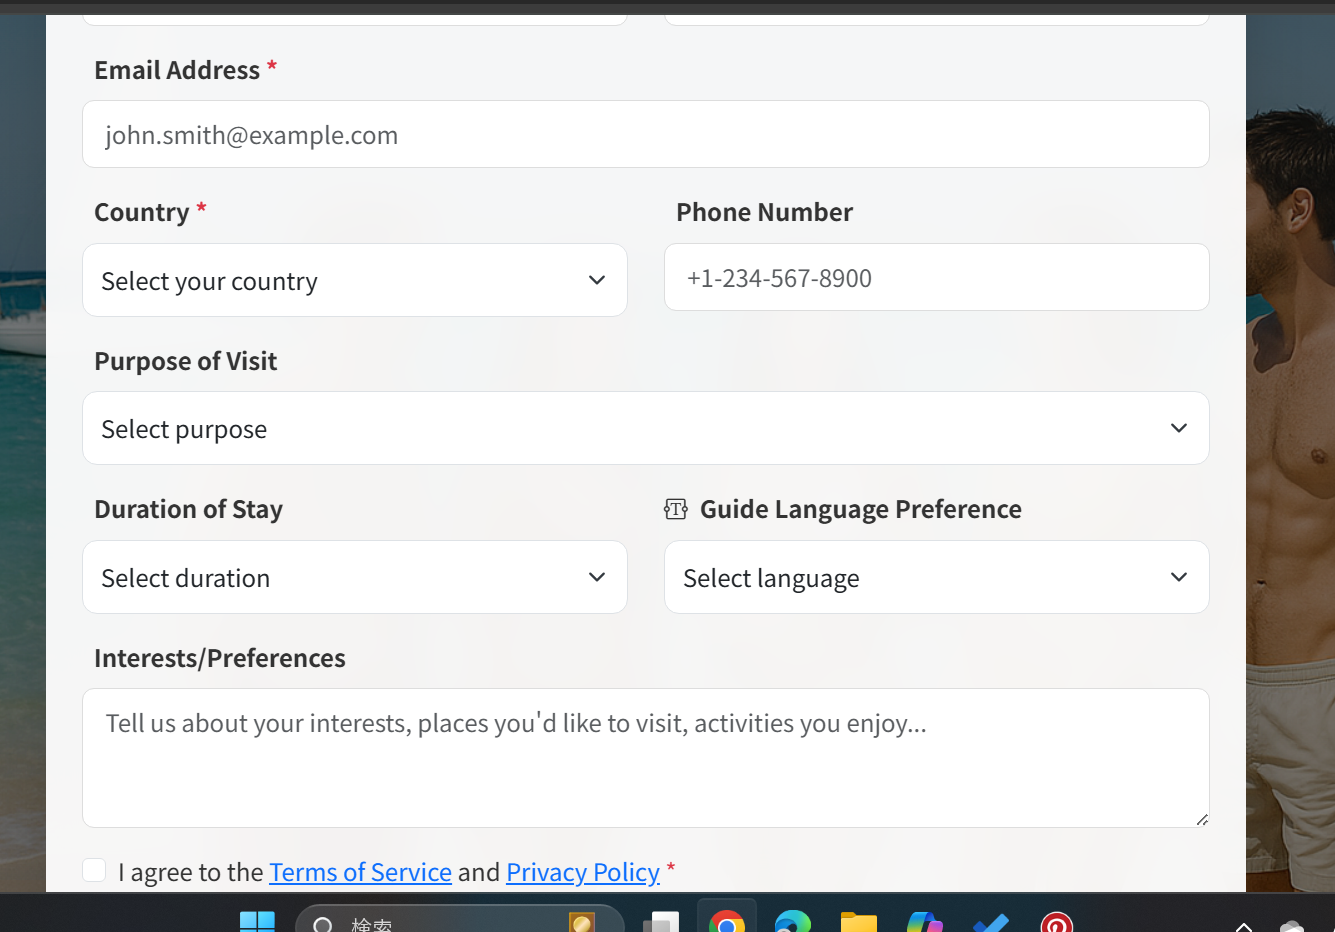 Email Address *
john.smith@example.com
Country *
Phone Number
Select your country
+1-234-567-8900
Purpose of Visit
Select purpose
Duration of Stay
Guide Language Preference
Select duration
Select language
Interests/Preferences
Tell us about your interests, places you'd like to visit, activities you enjoy...
I agree to the Terms of Service and Privacy Policy *
検索